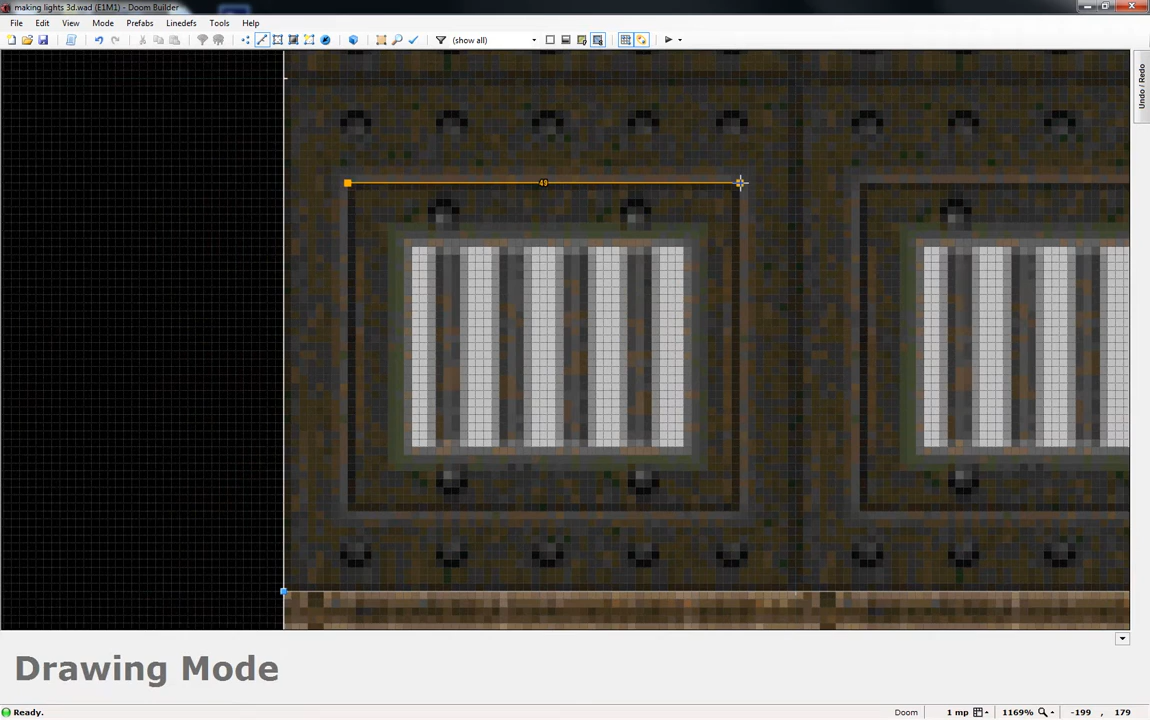 making lights 3d.wad (E1M1) - Doom Builder
File Edit View Mode Prefabs Linedefs Tools Help
(show all)
Undo / Redo
49
Drawing Mode
Ready. Doom 1 mp 1169% -199 , 179